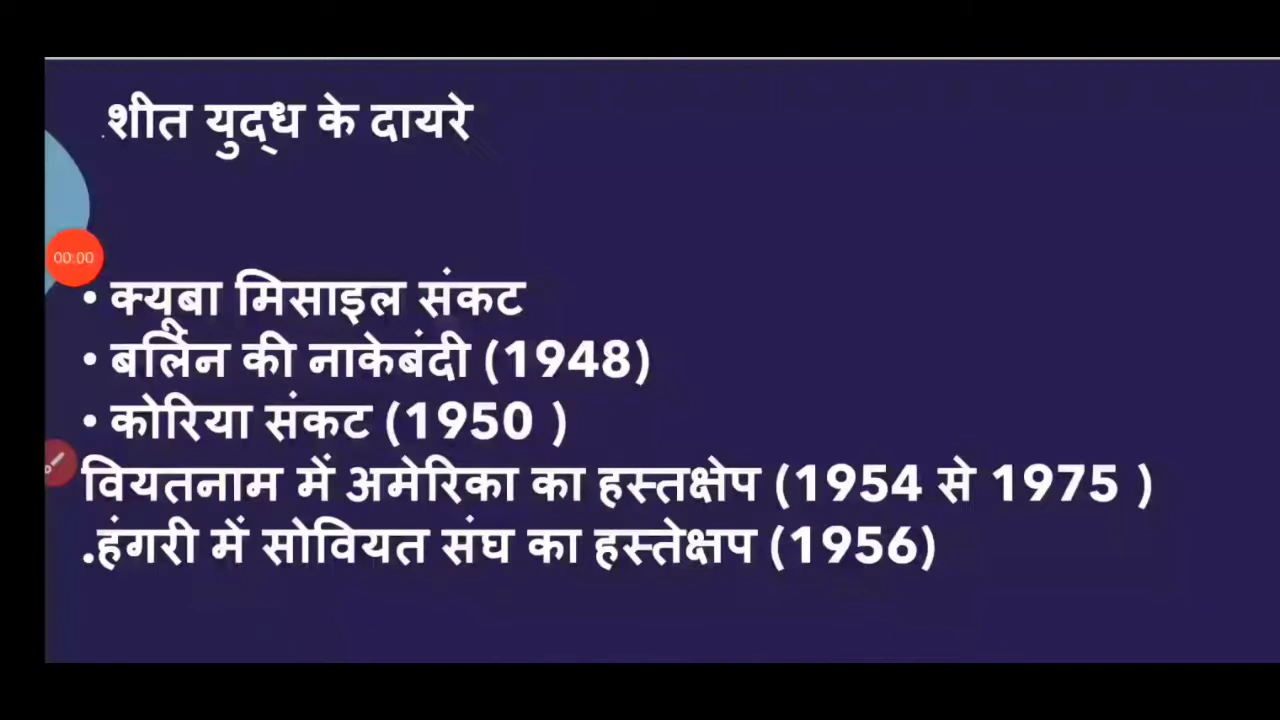 .शीत युद्ध के दायरे
00:00
• क्यूबा मिसाइल संकट
• बर्लिन की नाकेबंदी (1948)
• कोरिया संकट (1950 )
वियतनाम में अमेरिका का हस्तक्षेप (1954 से 1975 )
.हंगरी में सोवियत संघ का हस्तेक्षप (1956)